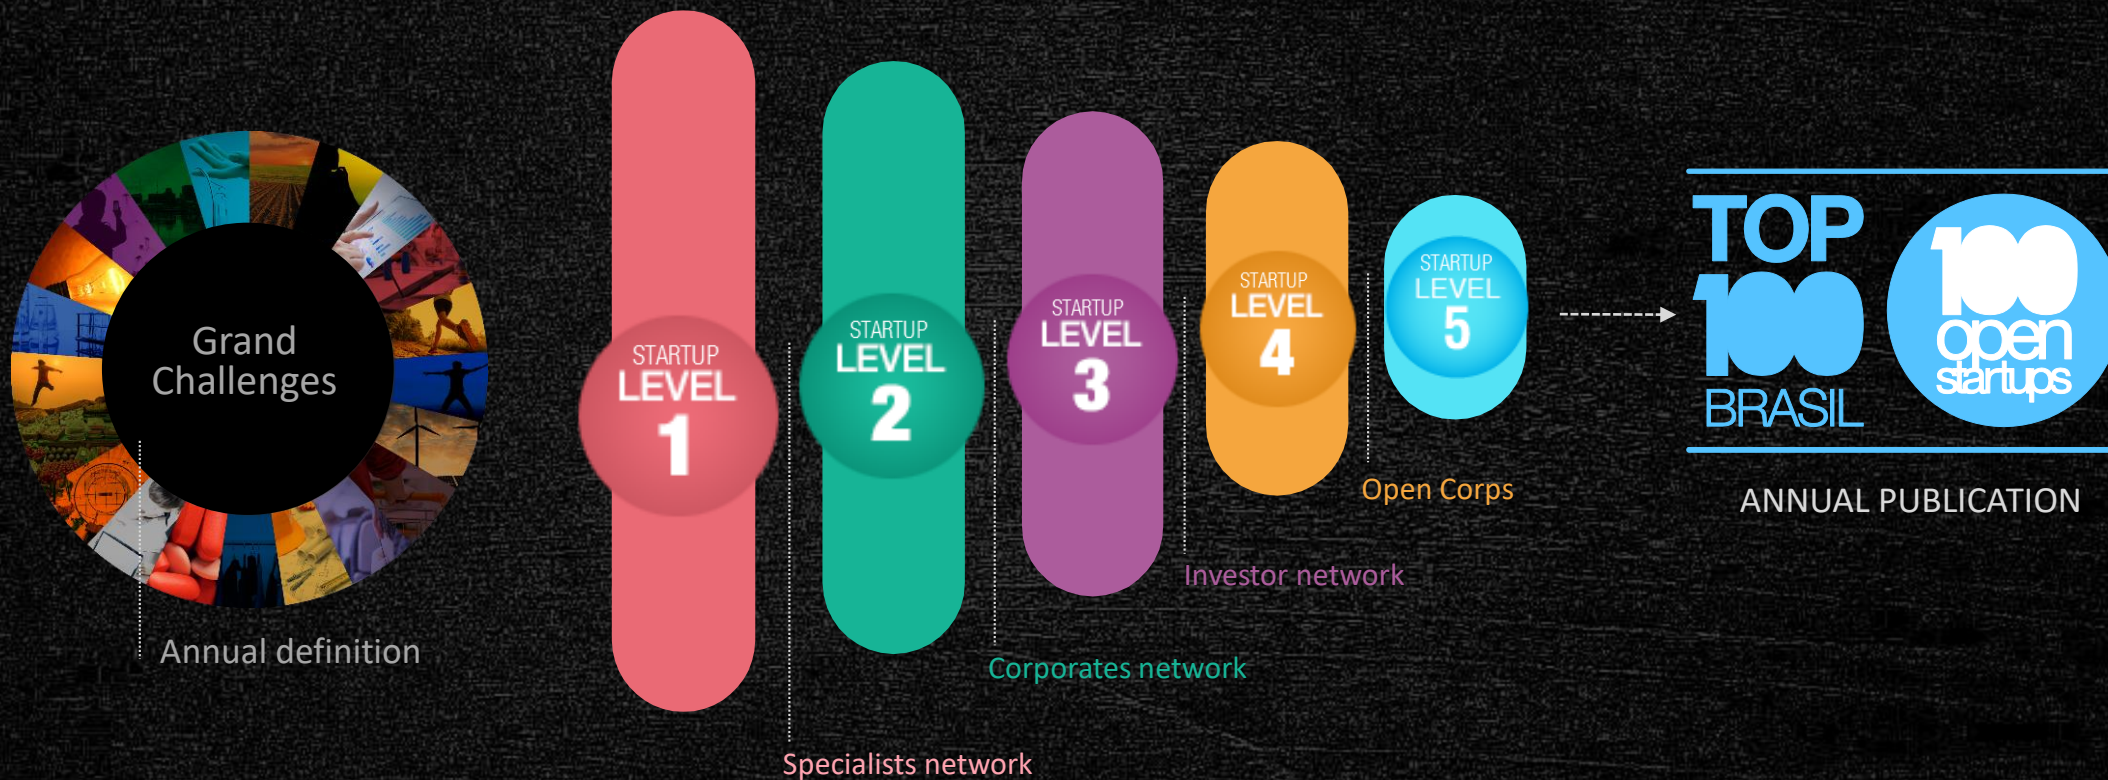 Grand
Challenges
Annual definition
STARTUP
LEVEL
1
Specialists network
STARTUP
LEVEL
2
Corporates network
STARTUP
LEVEL
3
Investor network
STARTUP
LEVEL
4
Open Corps
STARTUP
LEVEL
5
TOP
100
BRASIL
100
open
startups
ANNUAL PUBLICATION